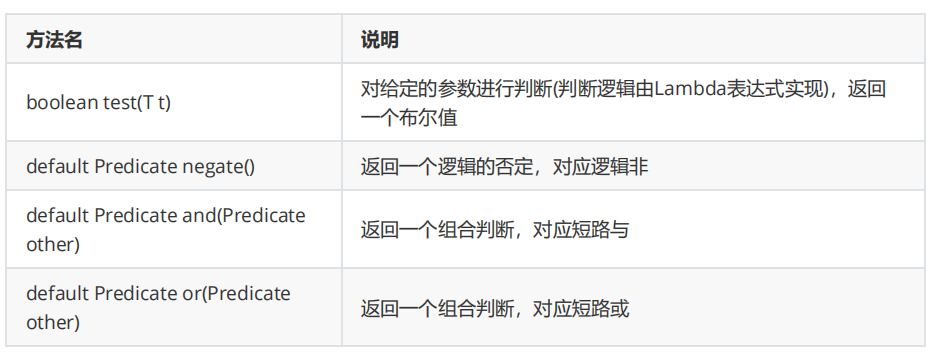 方法名
说明
boolean test(T t)
对给定的参数进行判断(判断逻辑由Lambda表达式实现)，返回
一个布尔值
default Predicate negate()
返回一个逻辑的否定，对应逻辑非
default Predicate and(Predicate
other)
返回一个组合判断，对应短路与
default Predicate or(Predicate
other)
返回一个组合判断，对应短路或